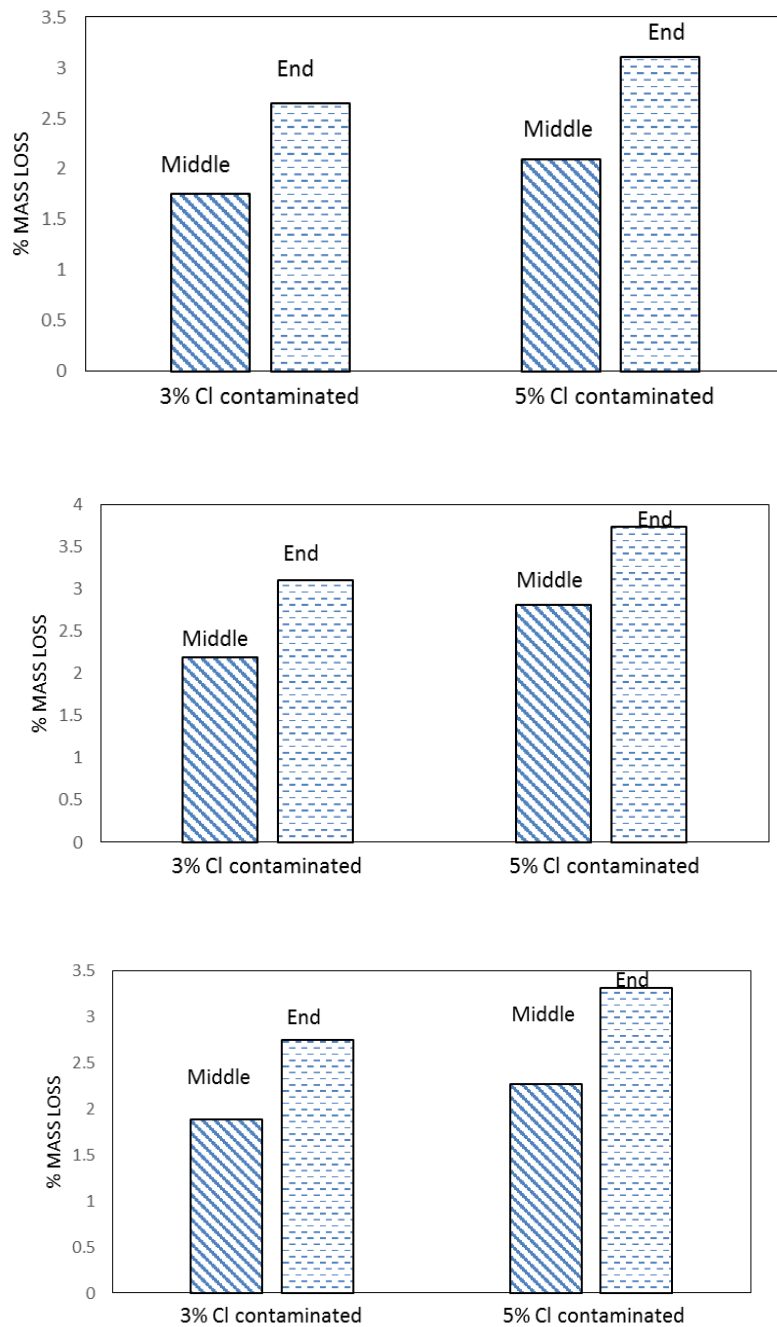 3.5
End
End
3
2.5
Middle
Middle
2
% MASS LOSS
1.5
1
0.5
0
3% Cl contaminated
5% Cl contaminated
4
End
3.5
End
3
Middle
2.5
Middle
% MASS LOSS
2
1.5
1
0.5
0
3% Cl contaminated
5% Cl contaminated
3.5
End
3
End
Middle
2.5
Middle
2
% MASS LOSS
1.5
1
0.5
0
3% Cl contaminated
5% Cl contaminated